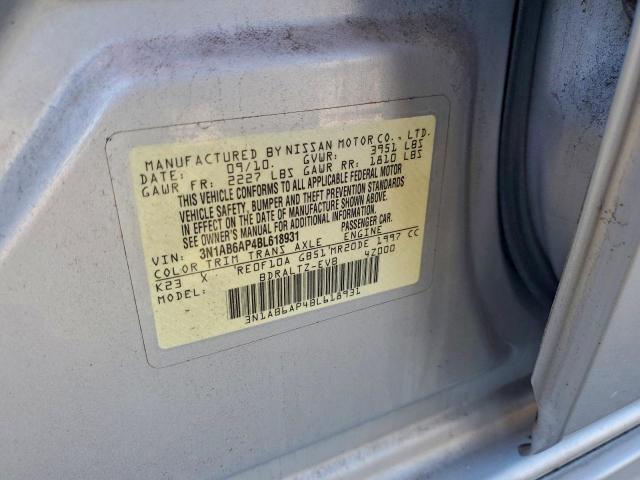 MANUFACTURED BY NISSAN MOTOR CO., LTD.
DATE: 09/10 GVWR: 3951 LBS
GAWR FR: 2227 LBS GAWR RR: 1810 LBS
THIS VEHICLE CONFORMS TO ALL APPLICABLE FEDERAL MOTOR
VEHICLE SAFETY, BUMPER AND THEFT PREVENTION STANDARDS
IN EFFECT ON THE DATE OF MANUFACTURE SHOWN ABOVE.
SEE OWNER'S MANUAL FOR ADDITIONAL INFORMATION.
VIN: 3N1AB6AP4BL618931 PASSENGER CAR.
COLOR TRIM TRANS AXLE ENGINE
K23 X RE0F10A GB51 MR20DE 1997 CC
MODEL: BDRALTZ-EVB 4Z000
3N1AB6AP4BL618931